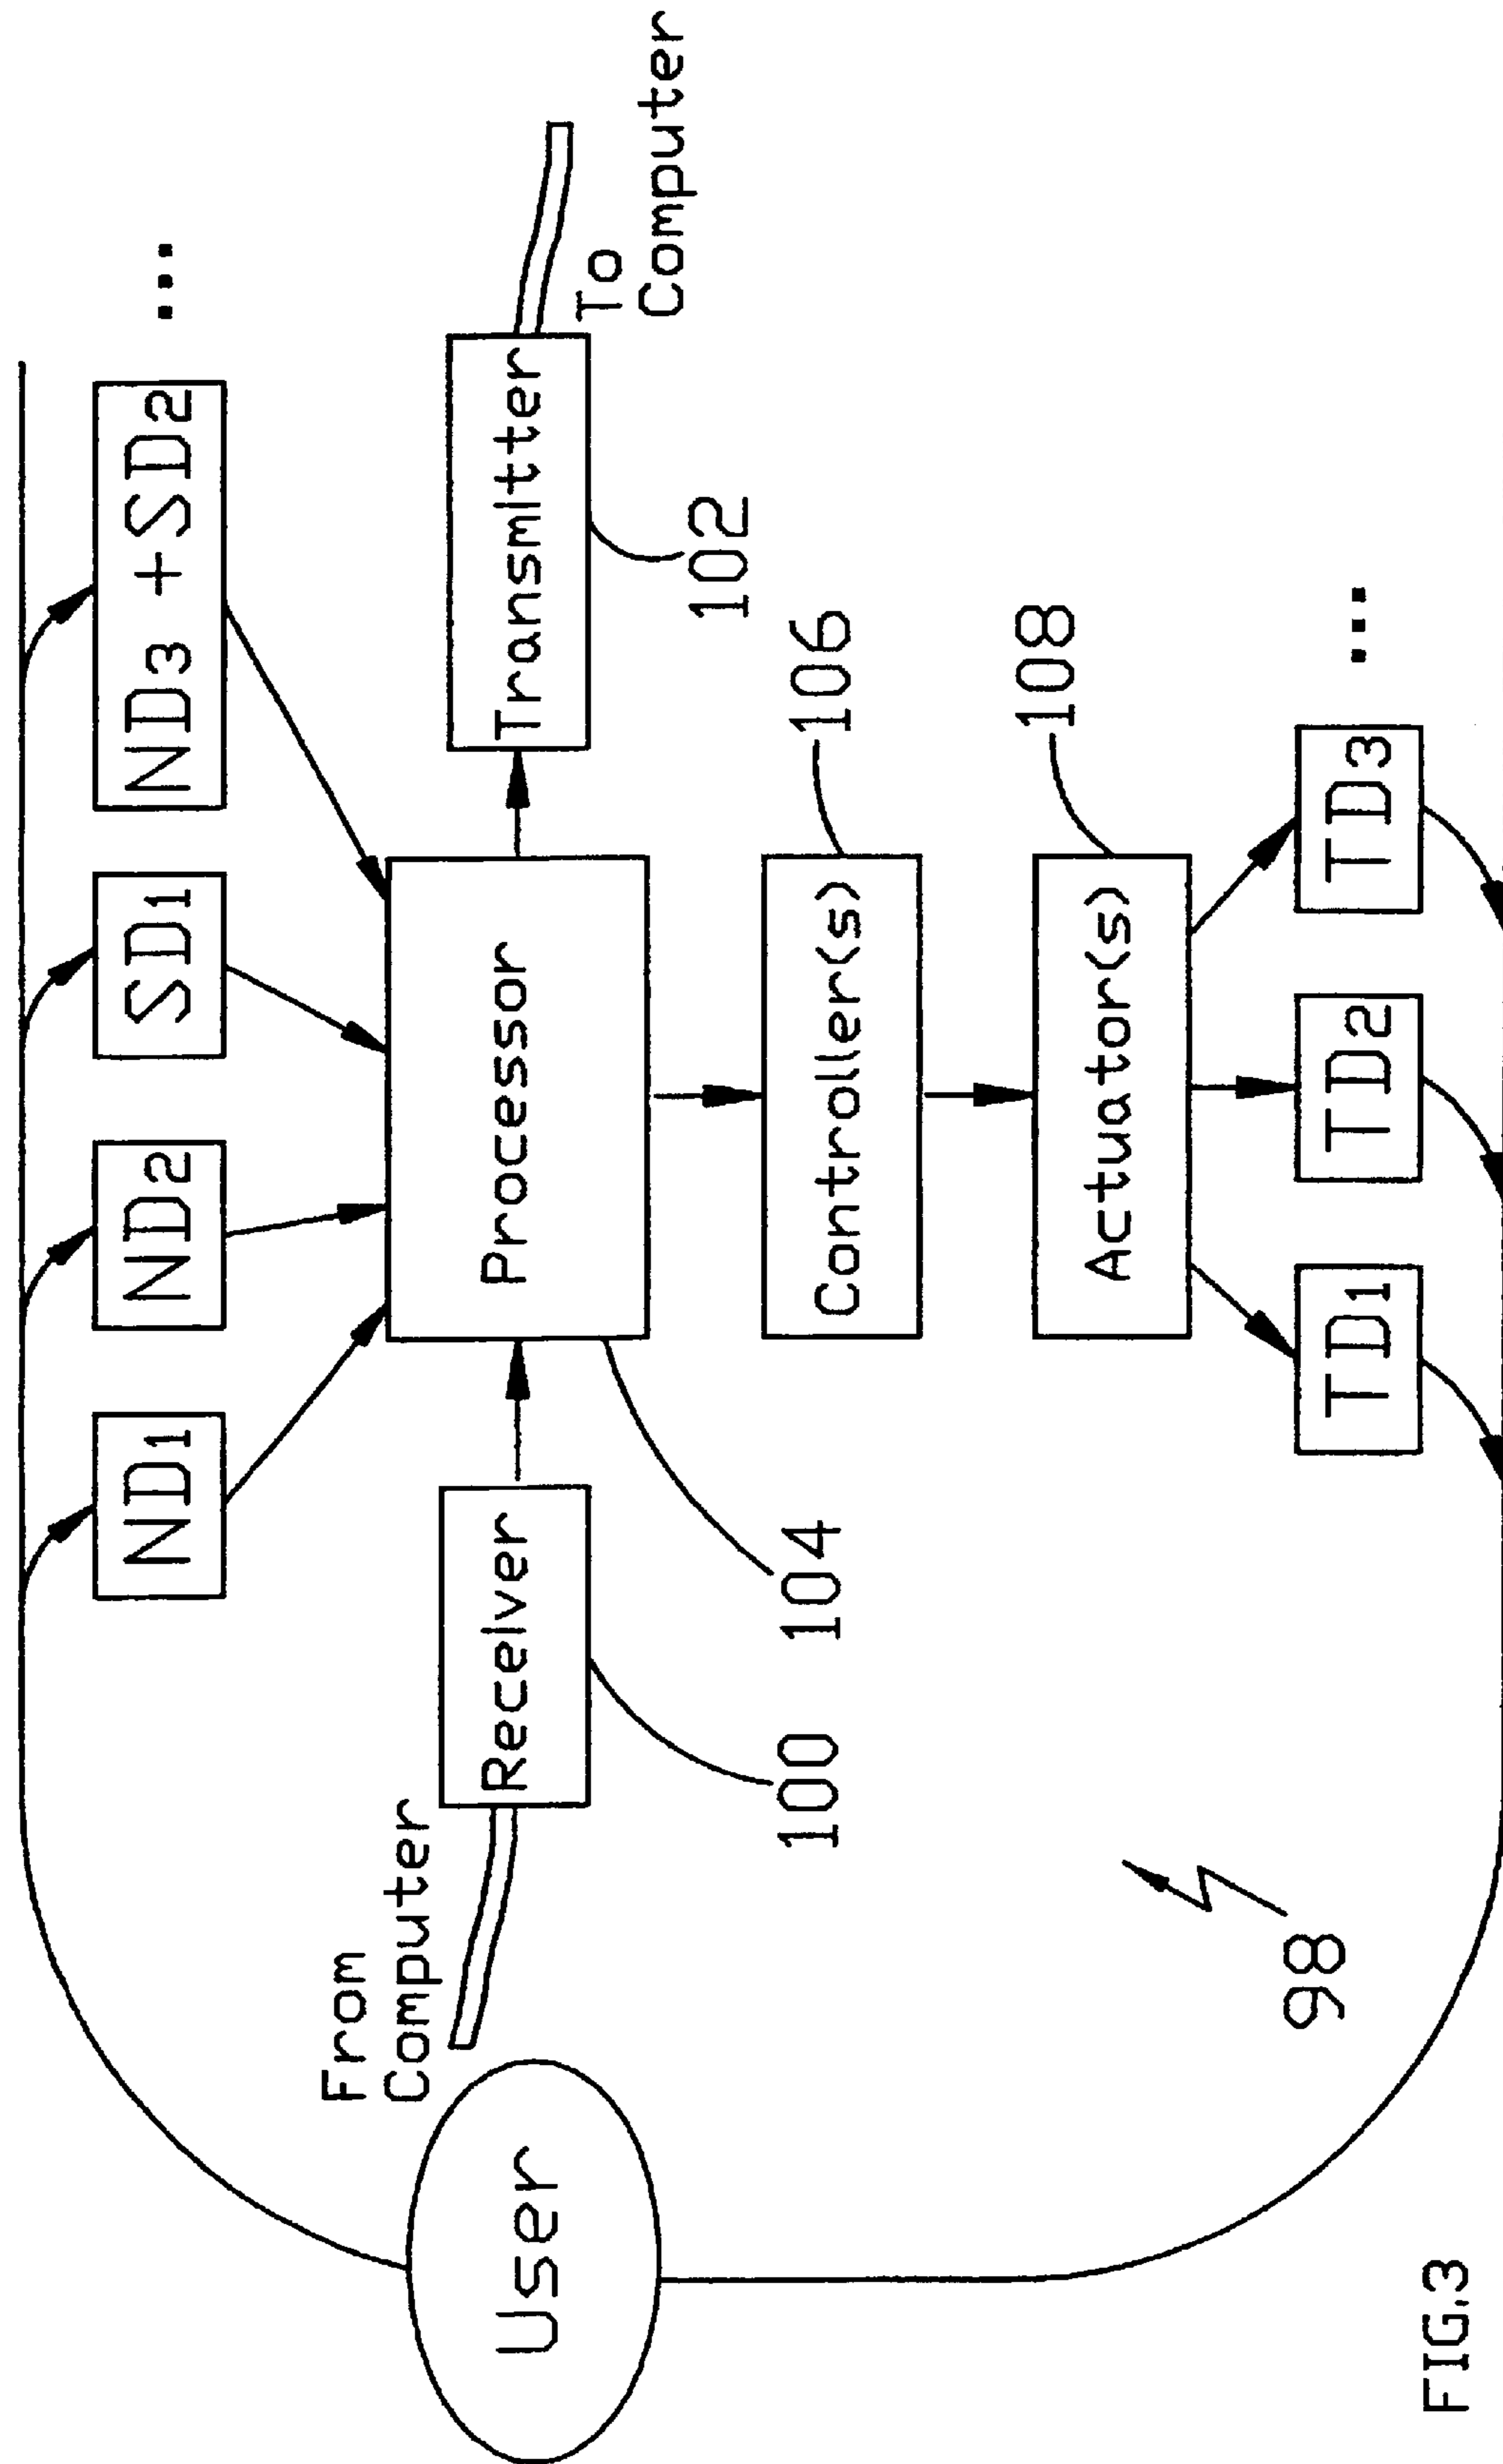 ND1
ND2
SD1
ND3 +SD2
...
From
Computer
User
Receiver
Processor
Transmitter
To
Computer
100
104
102
Controller(s)
106
Actuator(s)
108
98
TD1
TD2
TD3
...
FIG.3